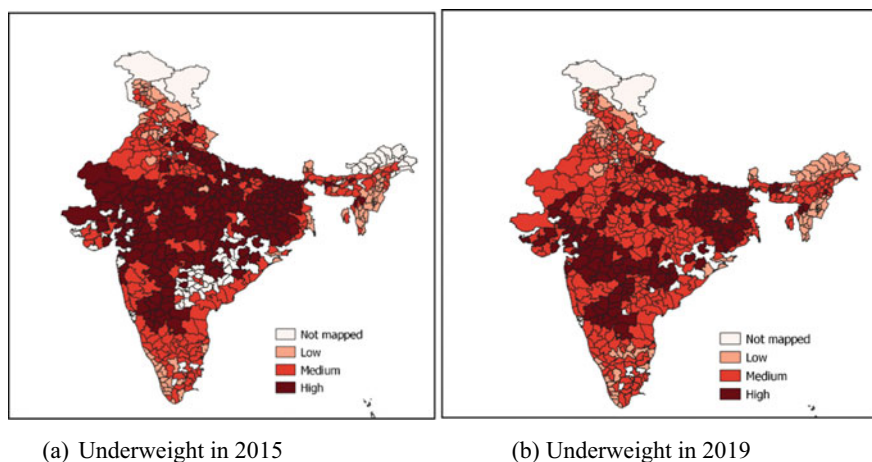 Not mapped
Low
Medium
High
Not mapped
Low
Medium
High
(a) Underweight in 2015
(b) Underweight in 2019